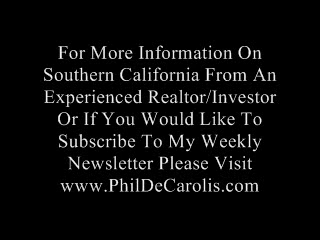 For More Information On
Southern California From An
Experienced Realtor/Investor
Or If You Would Like To
Subscribe To My Weekly
Newsletter Please Visit
www.PhilDeCarolis.com